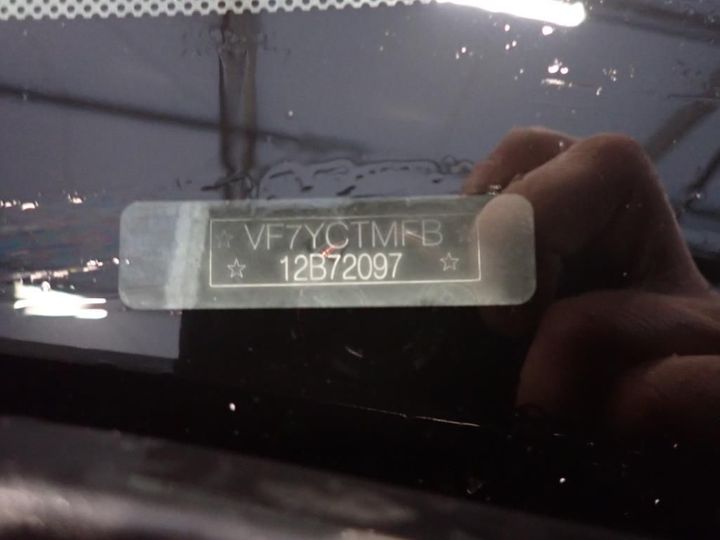 ☆ VF7YCTMFB ☆
☆ 12B72097 ☆